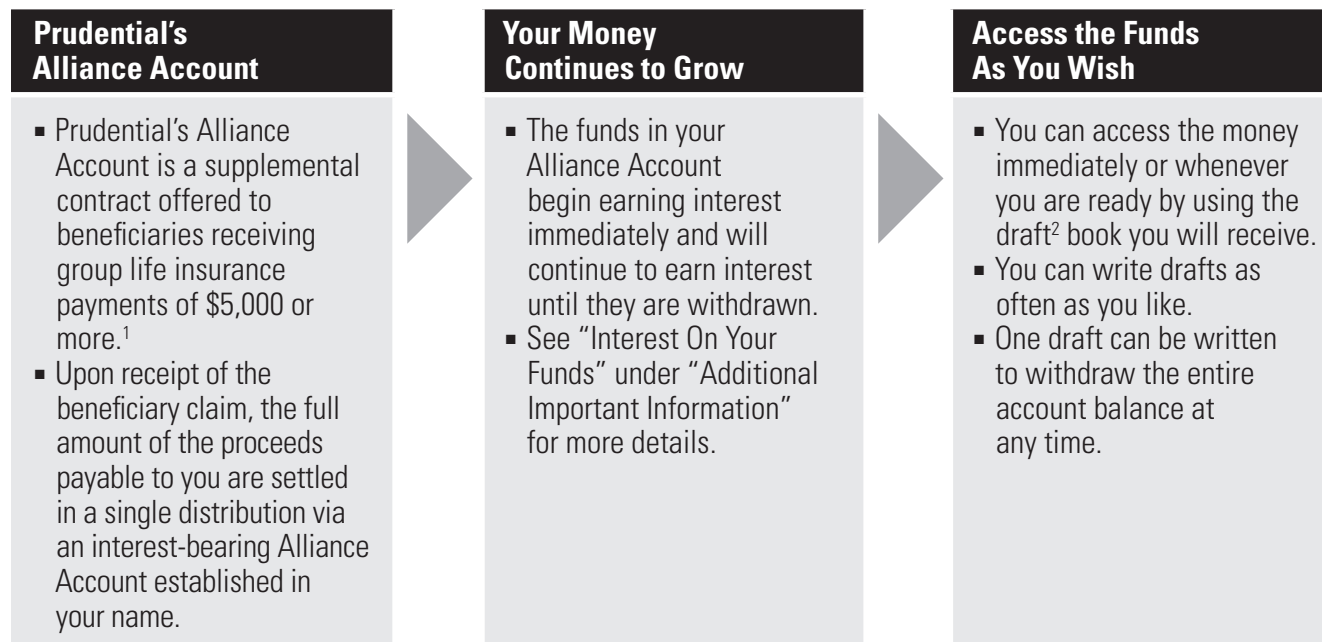 Prudential's
Alliance Account
▪ Prudential's Alliance
Account is a supplemental
contract offered to
beneficiaries receiving
group life insurance
payments of $5,000 or
more.1
▪ Upon receipt of the
beneficiary claim, the full
amount of the proceeds
payable to you are settled
in a single distribution via
an interest-bearing Alliance
Account established in
your name.
Your Money
Continues to Grow
▪ The funds in your
Alliance Account
begin earning interest
immediately and will
continue to earn interest
until they are withdrawn.
▪ See “Interest On Your
Funds” under “Additional
Important Information”
for more details.
Access the Funds
As You Wish
▪ You can access the money
immediately or whenever
you are ready by using the
draft2 book you will receive.
▪ You can write drafts as
often as you like.
▪ One draft can be written
to withdraw the entire
account balance at
any time.